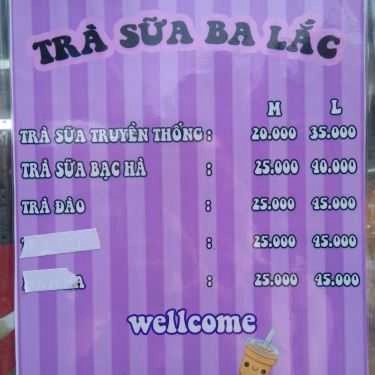 TRÀ SỮA BA LẮC
M L
TRÀ SỮA TRUYỀN THỐNG : 20.000 35.000
TRÀ SỮA BẠC HÀ : 25.000 40.000
TRÀ ĐÀO : 25.000 45.000
: 25.000 45.000
: 25.000 45.000
wellcome